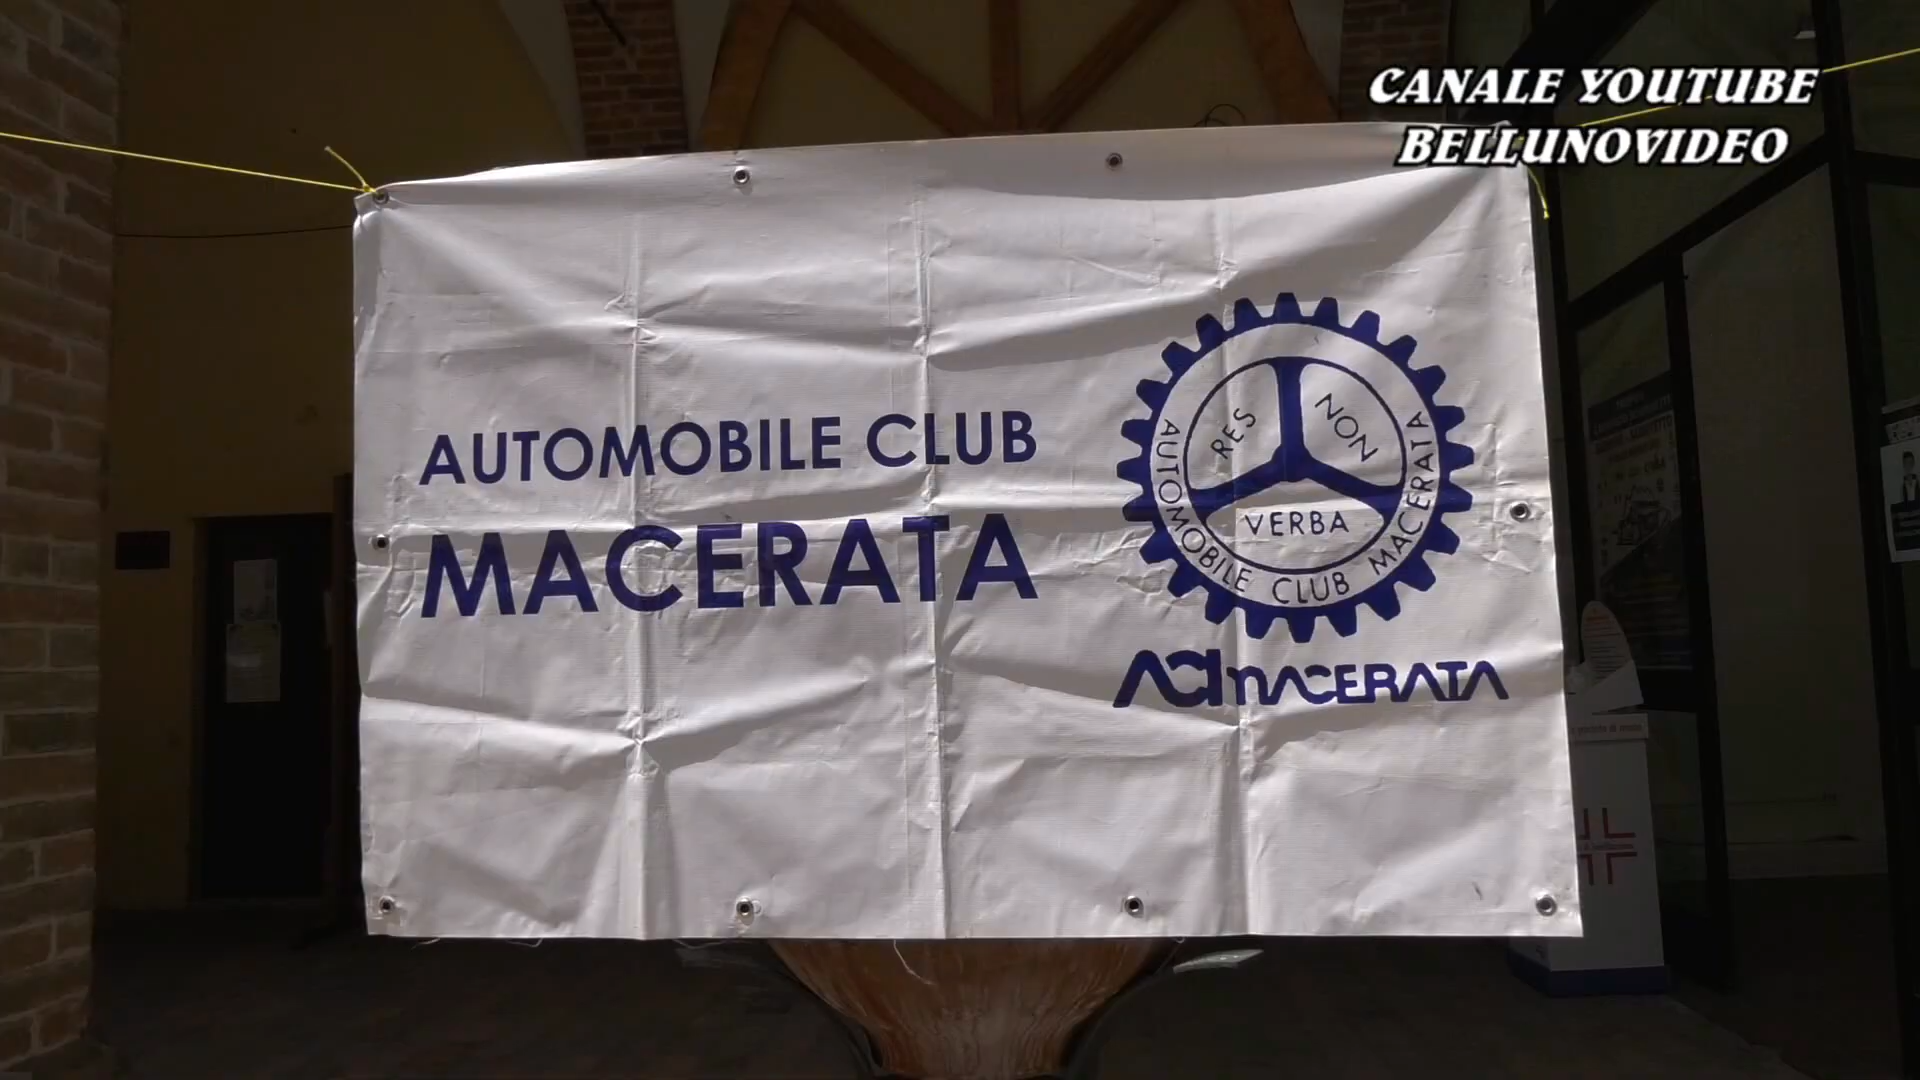 CANALE YOUTUBE
BELLUNOVIDEO
AUTOMOBILE CLUB
MACERATA
RES NON
VERBA
AUTOMOBILE CLUB MACERATA
ACI MACERATA